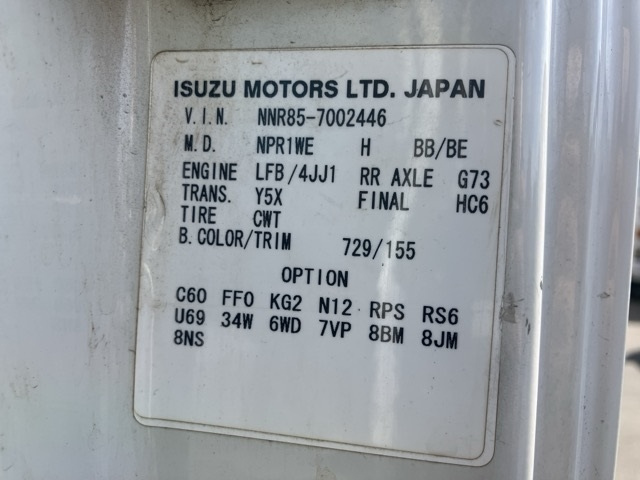 ISUZU MOTORS LTD. JAPAN
V.I.N. NNR85-7002446
M.D. NPR1WE H BB/BE
ENGINE LFB/4JJ1 RR AXLE G73
TRANS. Y5X FINAL HC6
TIRE CWT
B.COLOR/TRIM 729/155
OPTION
C60 FF0 KG2 N12 RPS RS6
U69 34W 6WD 7VP 8BM 8JM
8NS